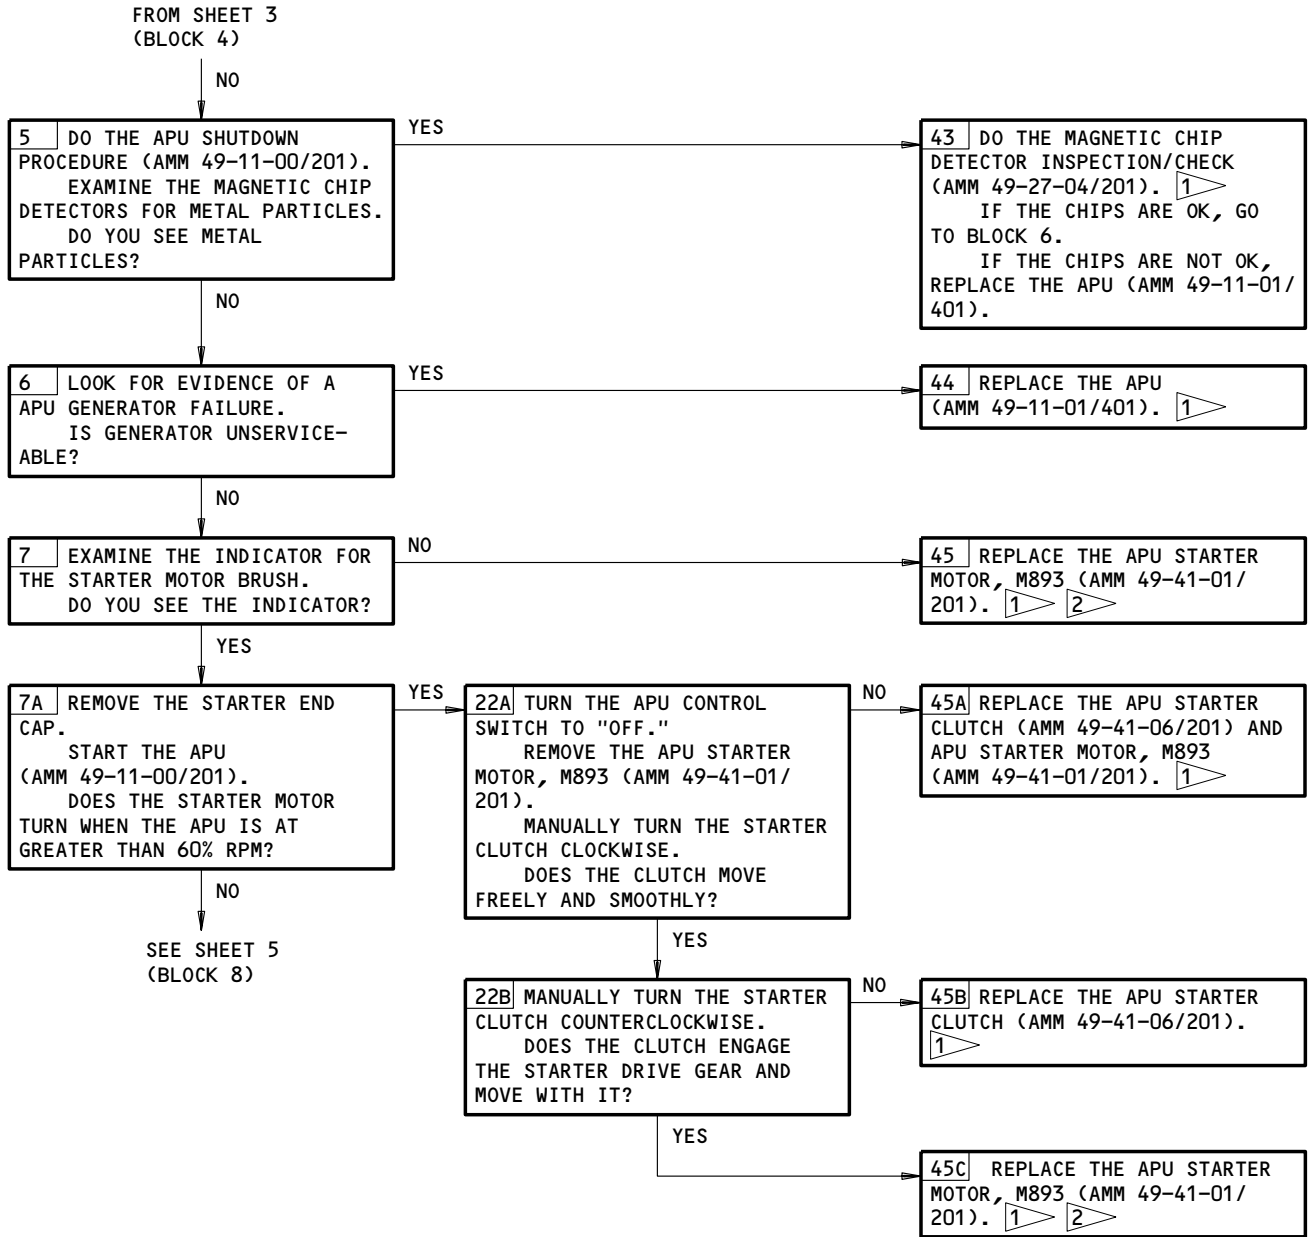 FROM SHEET 3
(BLOCK 4)
NO
5 DO THE APU SHUTDOWN
PROCEDURE (AMM 49-11-00/201).
EXAMINE THE MAGNETIC CHIP
DETECTORS FOR METAL PARTICLES.
DO YOU SEE METAL
PARTICLES?
YES
43 DO THE MAGNETIC CHIP
DETECTOR INSPECTION/CHECK
(AMM 49-27-04/201). 1
IF THE CHIPS ARE OK, GO
TO BLOCK 6.
IF THE CHIPS ARE NOT OK,
REPLACE THE APU (AMM 49-11-01/
401).
NO
6 LOOK FOR EVIDENCE OF A
APU GENERATOR FAILURE.
IS GENERATOR UNSERVICE-
ABLE?
YES
44 REPLACE THE APU
(AMM 49-11-01/401). 1
NO
7 EXAMINE THE INDICATOR FOR
THE STARTER MOTOR BRUSH.
DO YOU SEE THE INDICATOR?
NO
45 REPLACE THE APU STARTER
MOTOR, M893 (AMM 49-41-01/
201). 1 2
YES
7A REMOVE THE STARTER END
CAP.
START THE APU
(AMM 49-11-00/201).
DOES THE STARTER MOTOR
TURN WHEN THE APU IS AT
GREATER THAN 60% RPM?
YES
22A TURN THE APU CONTROL
SWITCH TO "OFF."
REMOVE THE APU STARTER
MOTOR, M893 (AMM 49-41-01/
201).
MANUALLY TURN THE STARTER
CLUTCH CLOCKWISE.
DOES THE CLUTCH MOVE
FREELY AND SMOOTHLY?
NO
45A REPLACE THE APU STARTER
CLUTCH (AMM 49-41-06/201) AND
APU STARTER MOTOR, M893
(AMM 49-41-01/201). 1
NO
SEE SHEET 5
(BLOCK 8)
YES
22B MANUALLY TURN THE STARTER
CLUTCH COUNTERCLOCKWISE.
DOES THE CLUTCH ENGAGE
THE STARTER DRIVE GEAR AND
MOVE WITH IT?
NO
45B REPLACE THE APU STARTER
CLUTCH (AMM 49-41-06/201).
1
YES
45C REPLACE THE APU STARTER
MOTOR, M893 (AMM 49-41-01/
201). 1 2